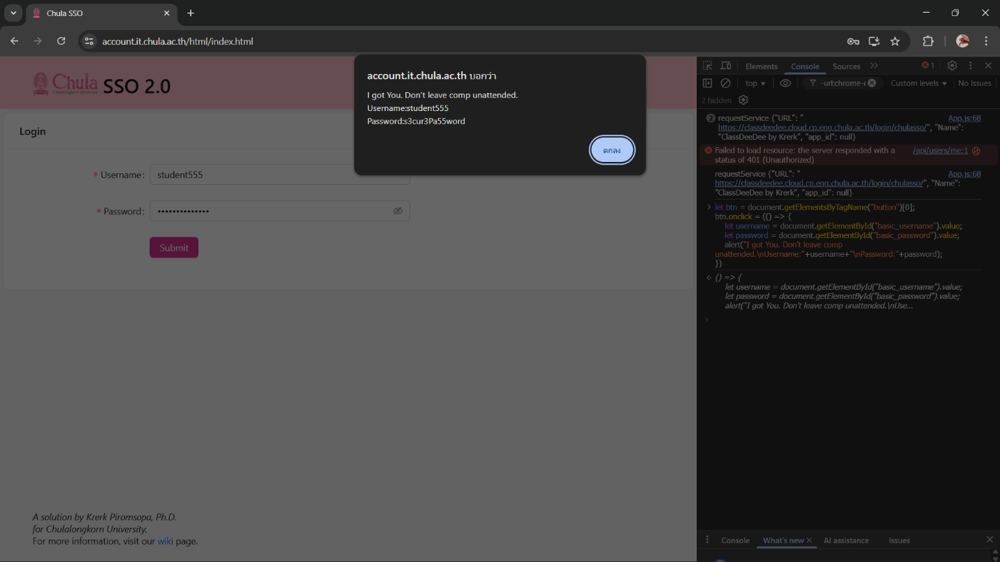 Chula SSO
account.it.chula.ac.th/html/index.html
Chula
Chulalongkorn University
SSO 2.0
Login
* Username:
student555
* Password:
••••••••••••••
Submit
A solution by Krerk Piromsopa, Ph.D.
for Chulalongkorn University.
For more information, visit our wiki page.
account.it.chula.ac.th บอกว่า
I got You. Don't leave comp unattended.
Username:student555
Password:s3cur3Pa55word
ตกลง
Elements Console Sources 1
top -url:chrome-e Custom levels No Issues
2 hidden
2 requestService {"URL": " App.js:68
https://classdeedee.cloud.cp.eng.chula.ac.th/login/chulasso/", "Name":
"ClassDeeDee by Krerk", "app_id": null}
Failed to load resource: the server responded with a /api/users/me:1
status of 401 (Unauthorized)
requestService {"URL": " App.js:68
https://classdeedee.cloud.cp.eng.chula.ac.th/login/chulasso/", "Name":
"ClassDeeDee by Krerk", "app_id": null}
let btn = document.getElementsByTagName("button")[0];
btn.onclick = (() => {
let username = document.getElementById("basic_username").value;
let password = document.getElementById("basic_password").value;
alert("I got You. Don't leave comp
unattended.\nUsername:"+username+"\nPassword:"+password);
})
() => {
let username = document.getElementById("basic_username").value;
let password = document.getElementById("basic_password").value;
alert("I got You. Don't leave comp unattended.\nUse...
Console What's new AI assistance Issues